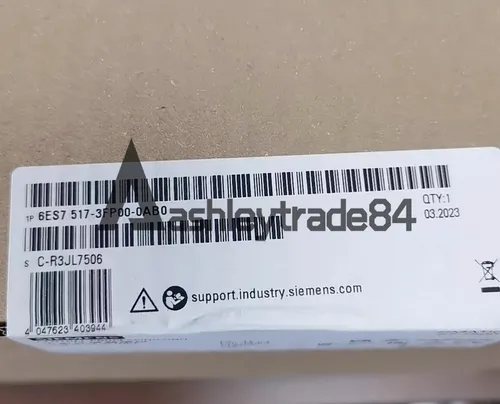 1P 6ES7 517-3FP00-0AB0
QTY:1
03.2023
ashleytrade84
S C-R3JL7506
support.industry.siemens.com
4 047623 403944